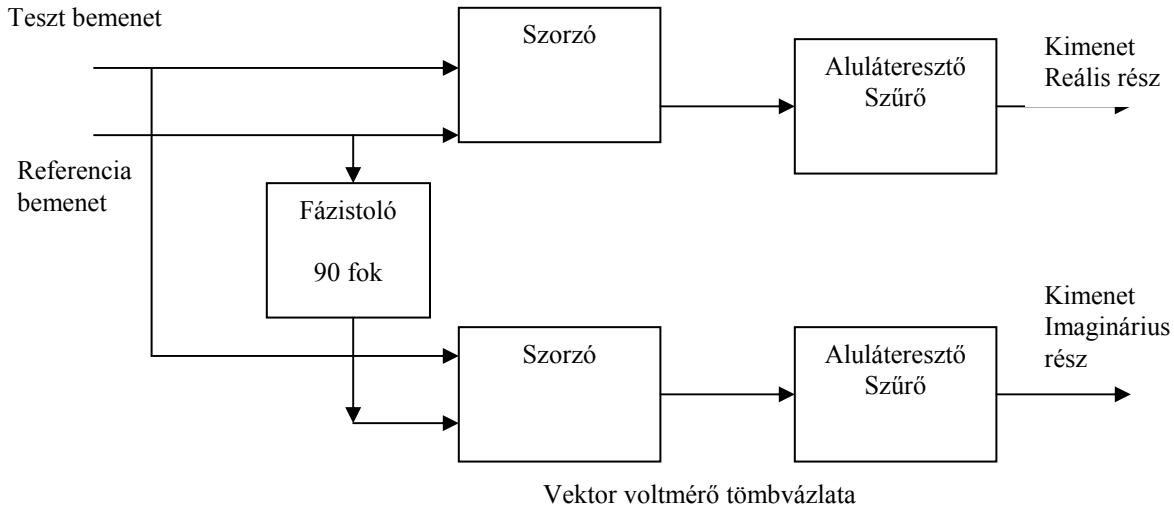 Teszt bemenet
Szorzó
Aluláteresztő
Szűrő
Kimenet
Reális rész
Referencia
bemenet
Fázistoló
90 fok
Szorzó
Aluláteresztő
Szűrő
Kimenet
Imaginárius
rész
Vektor voltmérő tömbvázlata